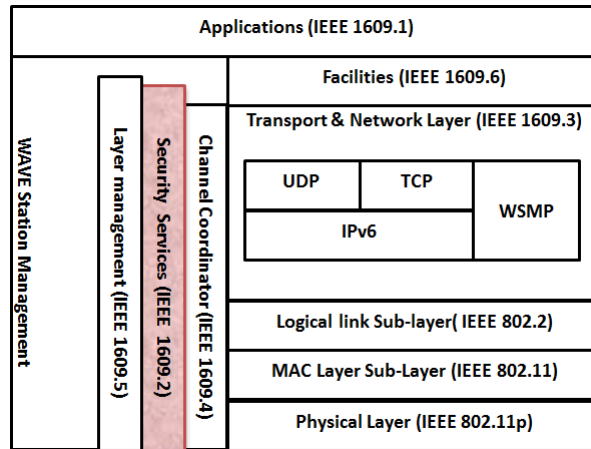 Applications (IEEE 1609.1)
WAVE Station Management
Layer management (IEEE 1609.5)
Security Services (IEEE 1609.2)
Channel Coordinator (IEEE 1609.4)
Facilities (IEEE 1609.6)
Transport & Network Layer (IEEE 1609.3)
UDP
TCP
WSMP
IPv6
Logical link Sub-layer( IEEE 802.2)
MAC Layer Sub-Layer (IEEE 802.11)
Physical Layer (IEEE 802.11p)